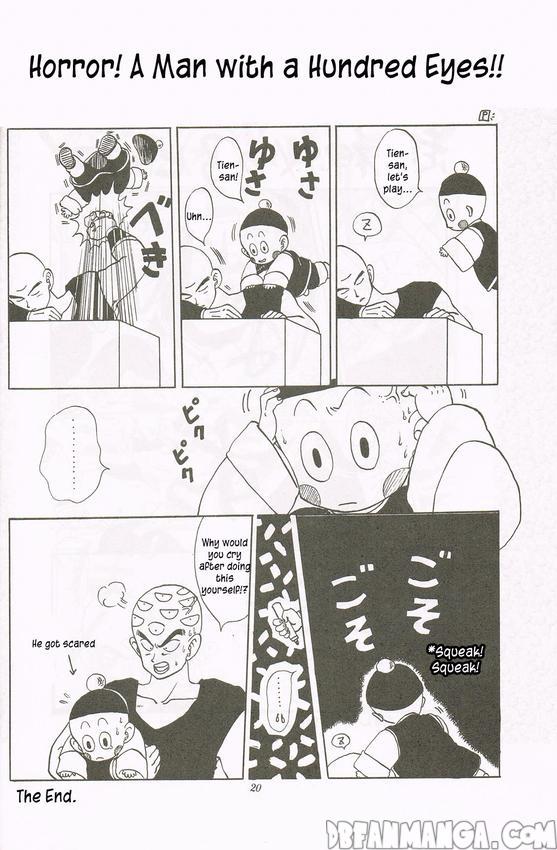 Horror! A Man with a Hundred Eyes!!
Tien-
san,
let's
play...
Z
ゆさ
ゆさ
Tien-
san!
Uhn...
べき
ピク
ピク
..........
ごそ
ごそ
*Squeak!
Squeak!
Z
.....
Why would
you cry
after doing
this
yourself!?
He got scared
The End.
20
DBFANMANGA.COM